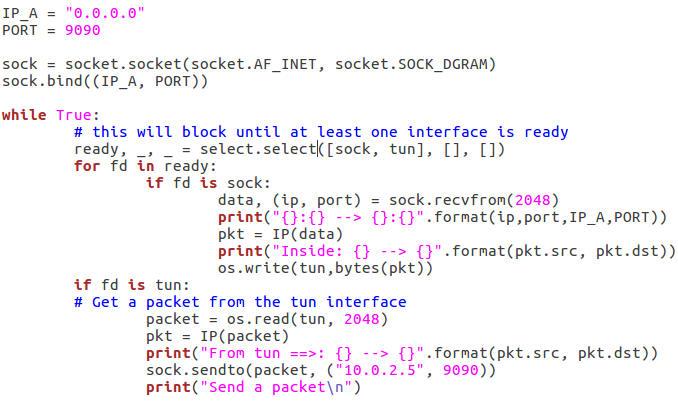 IP_A = "0.0.0.0"
PORT = 9090

sock = socket.socket(socket.AF_INET, socket.SOCK_DGRAM)
sock.bind((IP_A, PORT))

while True:
        # this will block until at least one interface is ready
        ready, _, _ = select.select([sock, tun], [], [])
        for fd in ready:
                if fd is sock:
                        data, (ip, port) = sock.recvfrom(2048)
                        print("{}:{} --> {}:{}".format(ip,port,IP_A,PORT))
                        pkt = IP(data)
                        print("Inside: {} --> {}".format(pkt.src, pkt.dst))
                        os.write(tun,bytes(pkt))
        if fd is tun:
        # Get a packet from the tun interface
                packet = os.read(tun, 2048)
                pkt = IP(packet)
                print("From tun ==>: {} --> {}".format(pkt.src, pkt.dst))
                sock.sendto(packet, ("10.0.2.5", 9090))
                print("Send a packet\n")